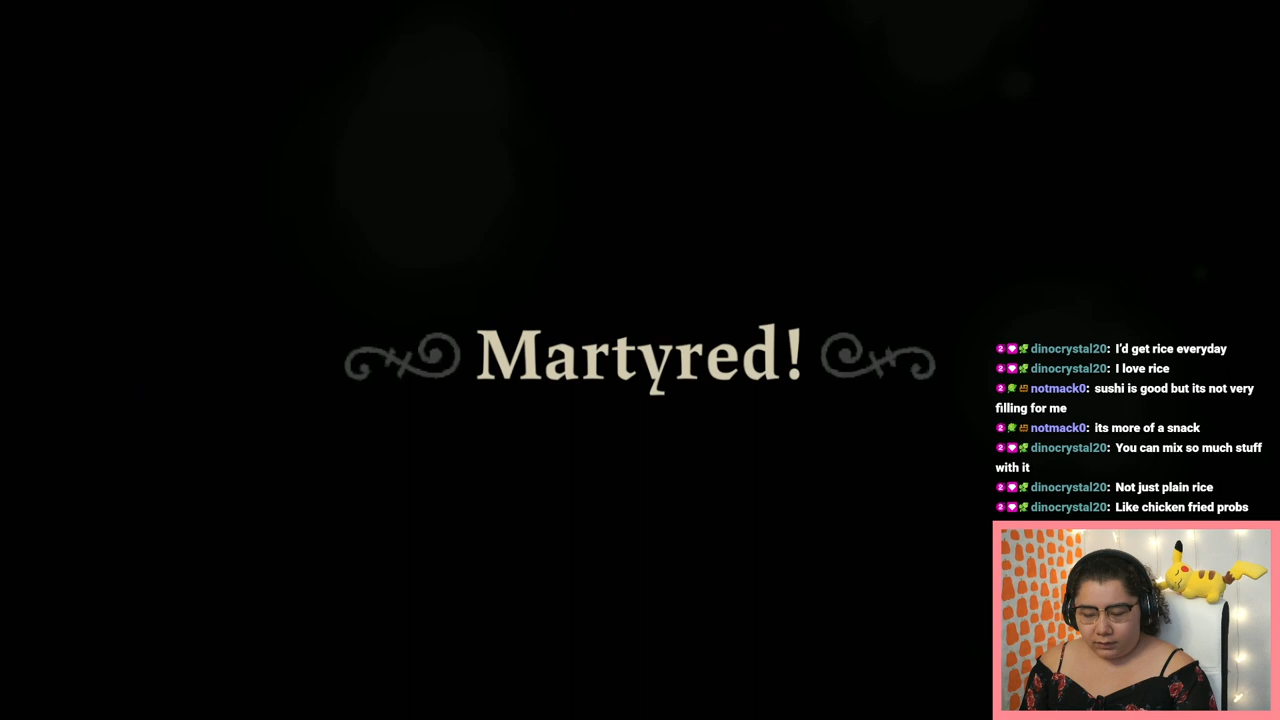 Martyred!
dinocrystal20: I'd get rice everyday
dinocrystal20: I love rice
notmack0: sushi is good but its not very
filling for me
notmack0: its more of a snack
dinocrystal20: You can mix so much stuff
with it
dinocrystal20: Not just plain rice
dinocrystal20: Like chicken fried probs